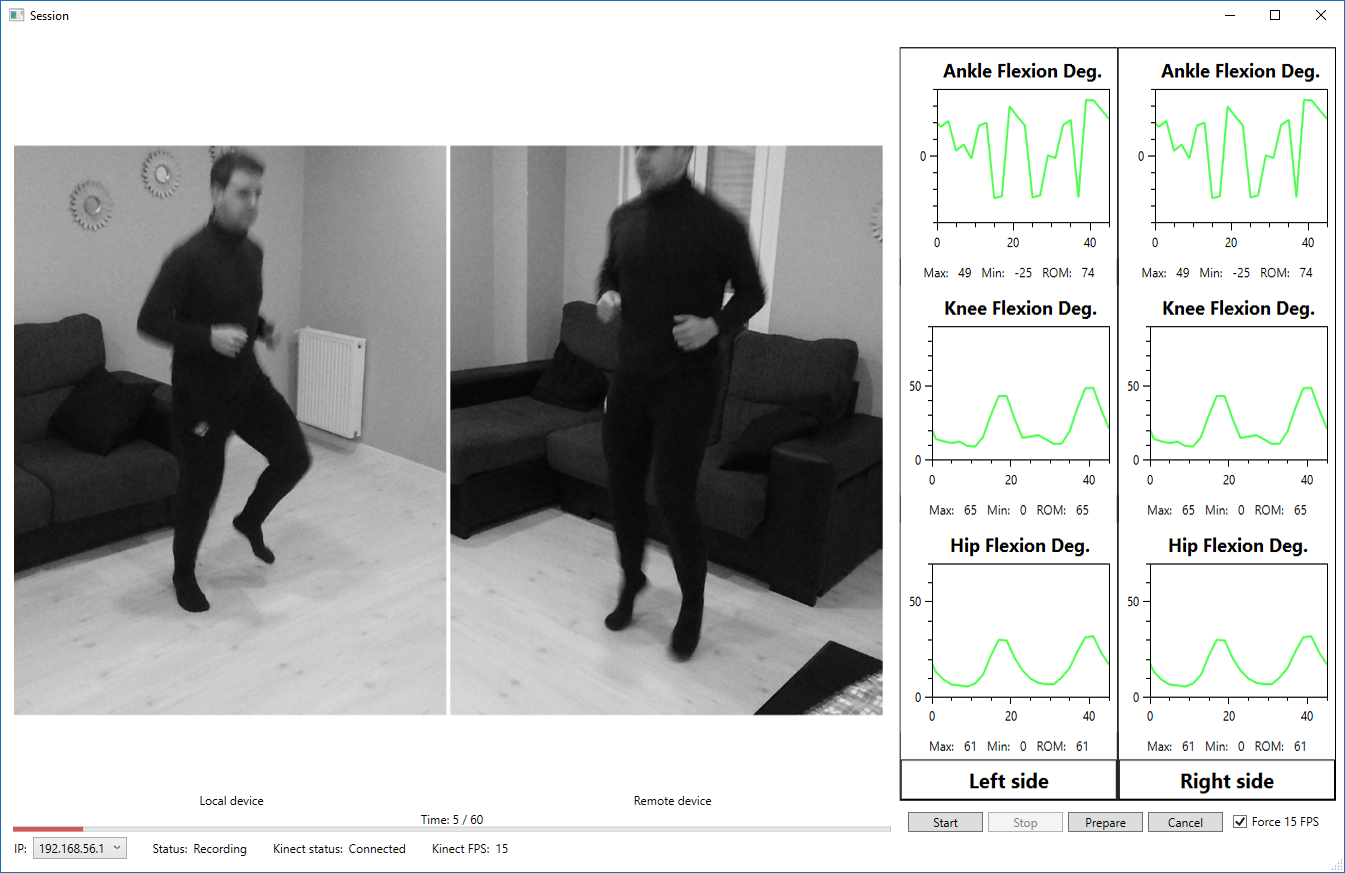 Session
Ankle Flexion Deg.
0
0 20 40
Max: 49 Min: -25 ROM: 74
Knee Flexion Deg.
50
0
0 20 40
Max: 65 Min: 0 ROM: 65
Hip Flexion Deg.
50
0
0 20 40
Max: 61 Min: 0 ROM: 61
Left side
Ankle Flexion Deg.
0
0 20 40
Max: 49 Min: -25 ROM: 74
Knee Flexion Deg.
50
0
0 20 40
Max: 65 Min: 0 ROM: 65
Hip Flexion Deg.
50
0
0 20 40
Max: 61 Min: 0 ROM: 61
Right side
Local device Remote device
Time: 5 / 60
Start Stop Prepare Cancel Force 15 FPS
IP: 192.168.56.1 Status: Recording Kinect status: Connected Kinect FPS: 15